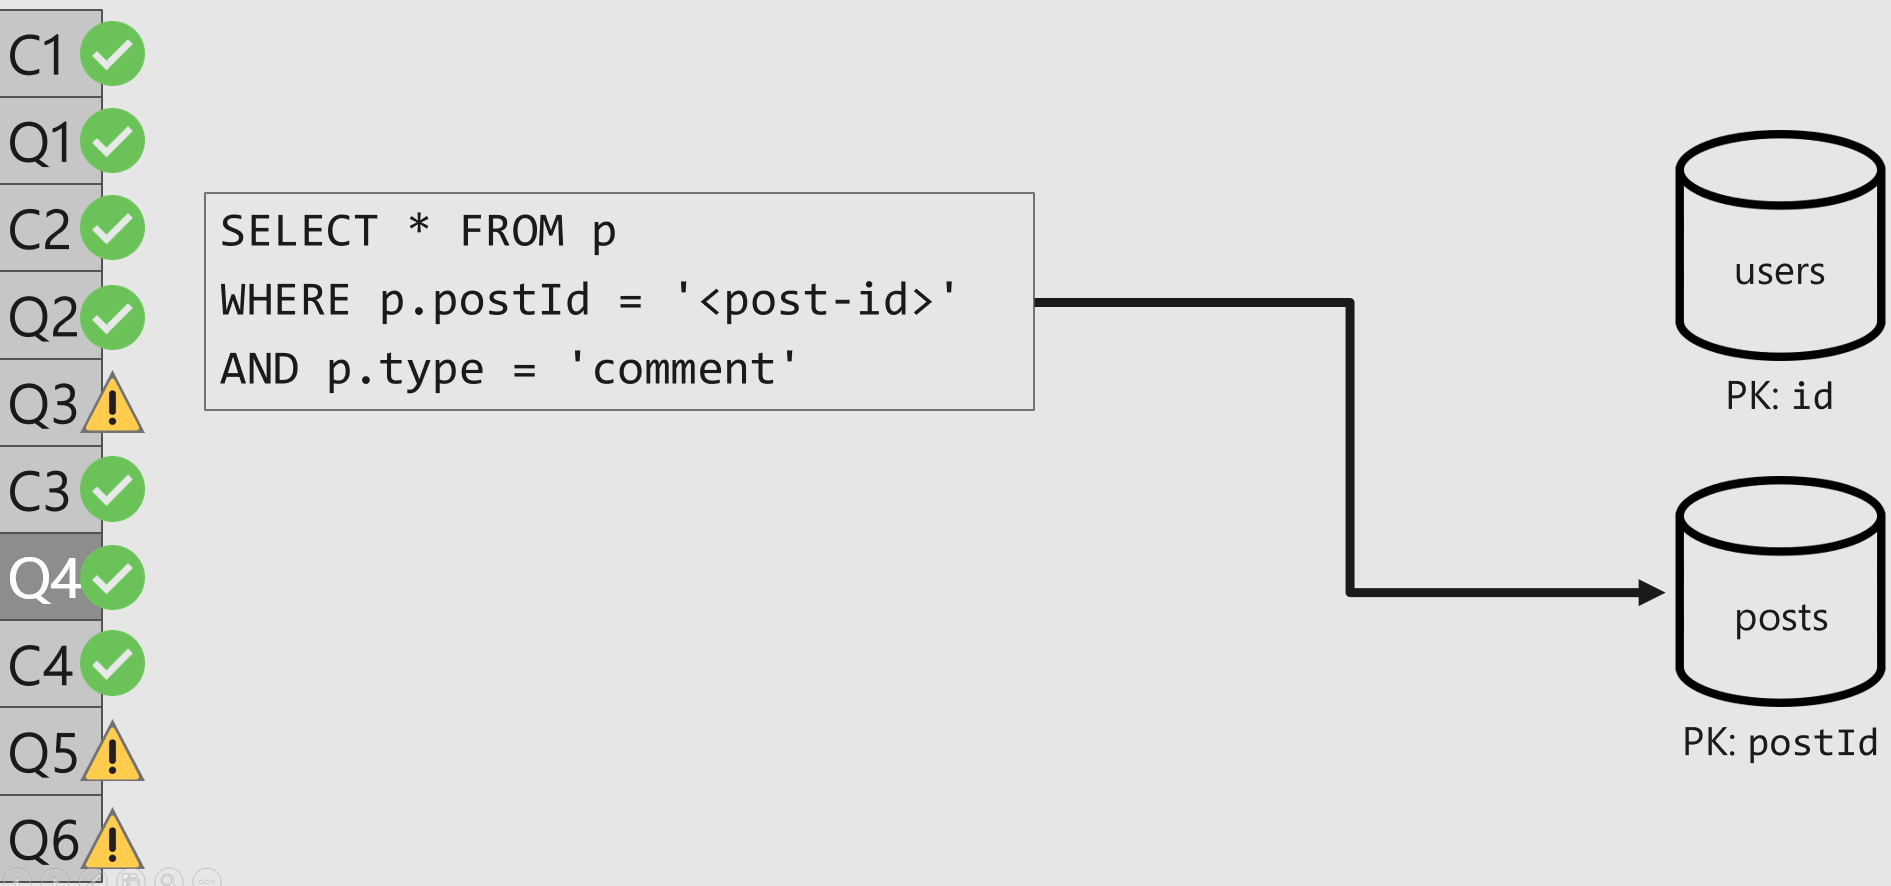 C1
Q1
C2
Q2
Q3
C3
Q4
C4
Q5
Q6
SELECT * FROM p
WHERE p.postId = '<post-id>'
AND p.type = 'comment'
users
PK: id
posts
PK: postId